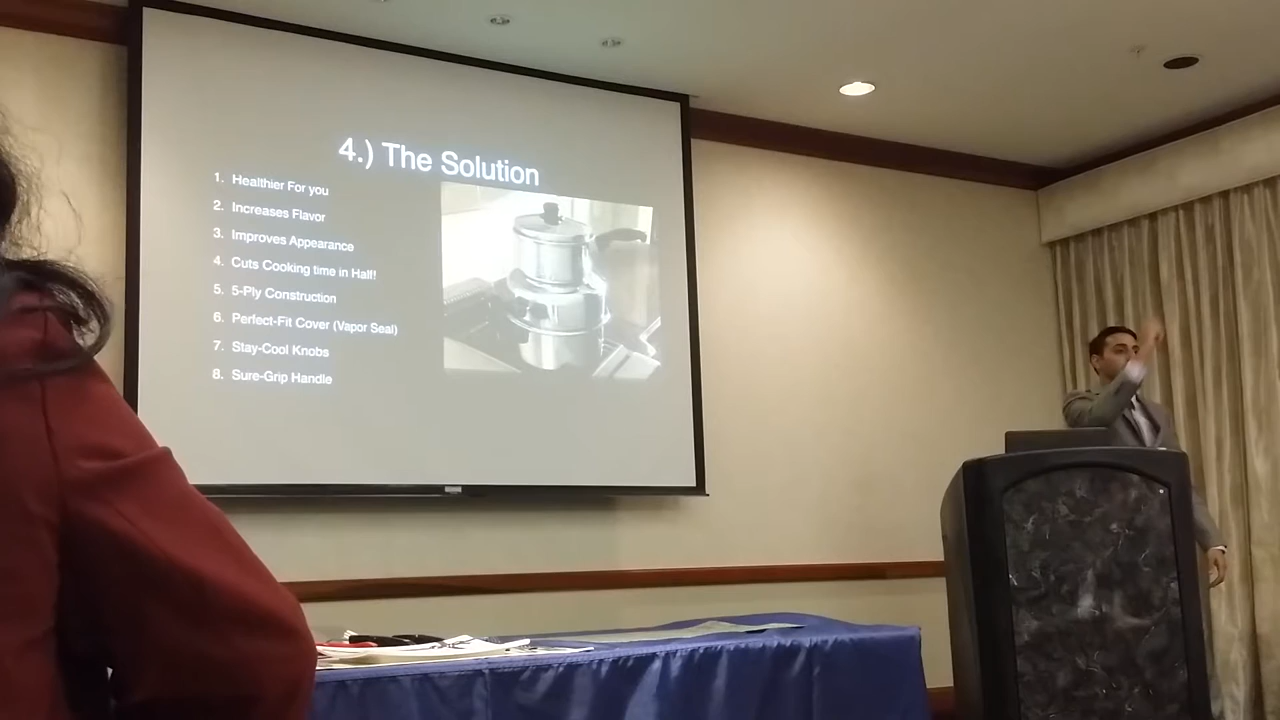 4.) The Solution
1. Healthier For you
2. Increases Flavor
3. Improves Appearance
4. Cuts Cooking time in Half!
5. 5-Ply Construction
6. Perfect-Fit Cover (Vapor Seal)
7. Stay-Cool Knobs
8. Sure-Grip Handle